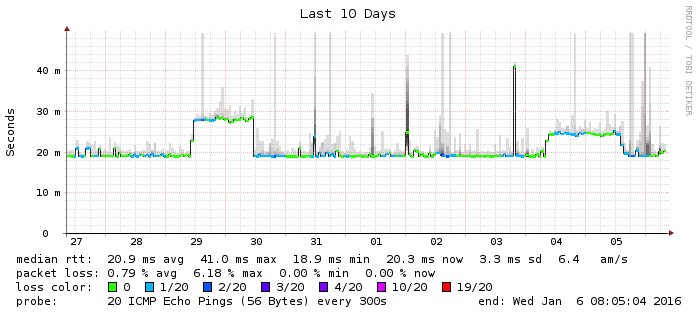 Last 10 Days
RRDTOOL / TOBI OETIKER
Seconds
40 m
30 m
20 m
10 m
0
27 28 29 30 31 01 02 03 04 05
median rtt: 20.9 ms avg 41.0 ms max 18.9 ms min 20.3 ms now 3.3 ms sd 6.4 am/s
packet loss: 0.79 % avg 6.18 % max 0.00 % min 0.00 % now
loss color: 0 1/20 2/20 3/20 4/20 10/20 19/20
probe: 20 ICMP Echo Pings (56 Bytes) every 300s end: Wed Jan 6 08:05:04 2016